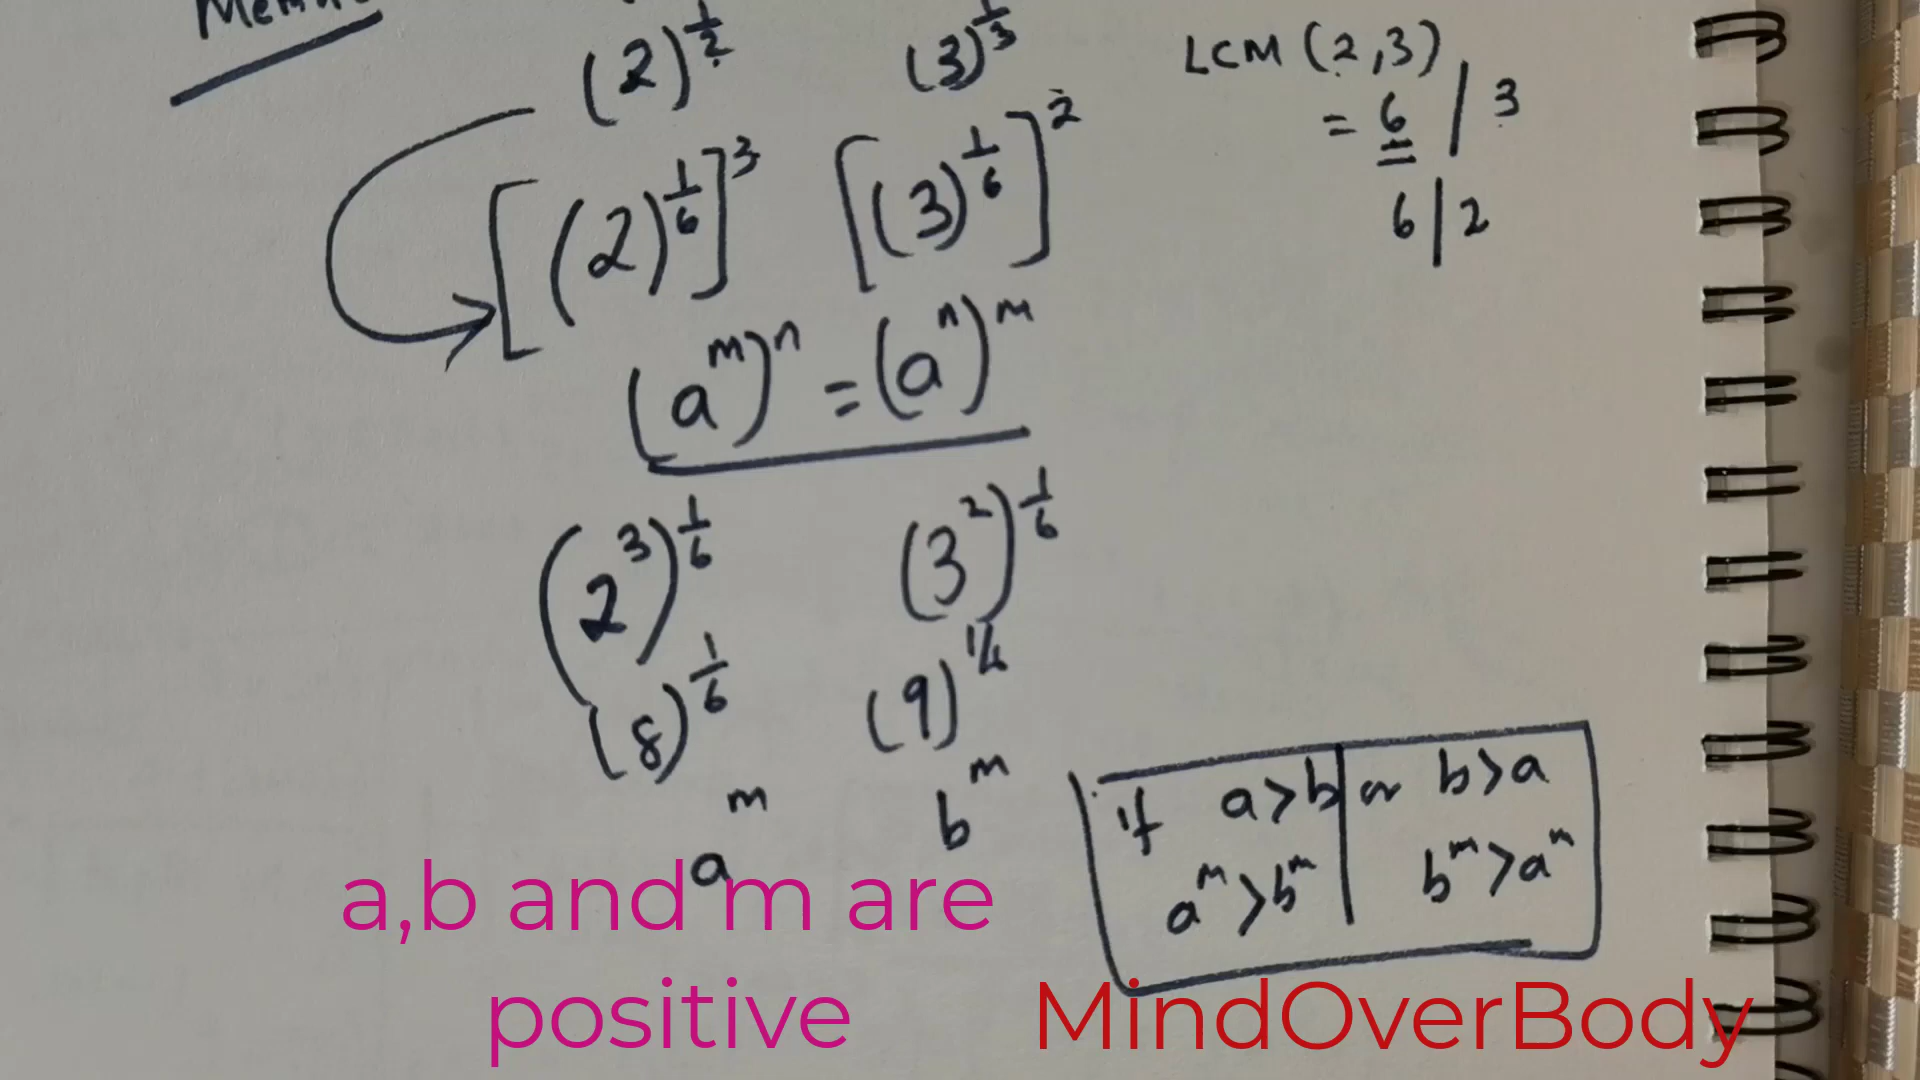 (2)^{1/2} (3)^{1/3}
LCM (2,3)
= 6 / 3
6 | 2
[(2)^{1/6}]^3 [(3)^{1/6}]^2
(a^m)^n = (a^n)^m
(2^3)^{1/6} (3^2)^{1/6}
(8)^{1/6} (9)^{1/6}
a^m b^m
if a>b or b>a
a^m>b^m b^m>a^m
a,b and m are
positive
MindOverBody